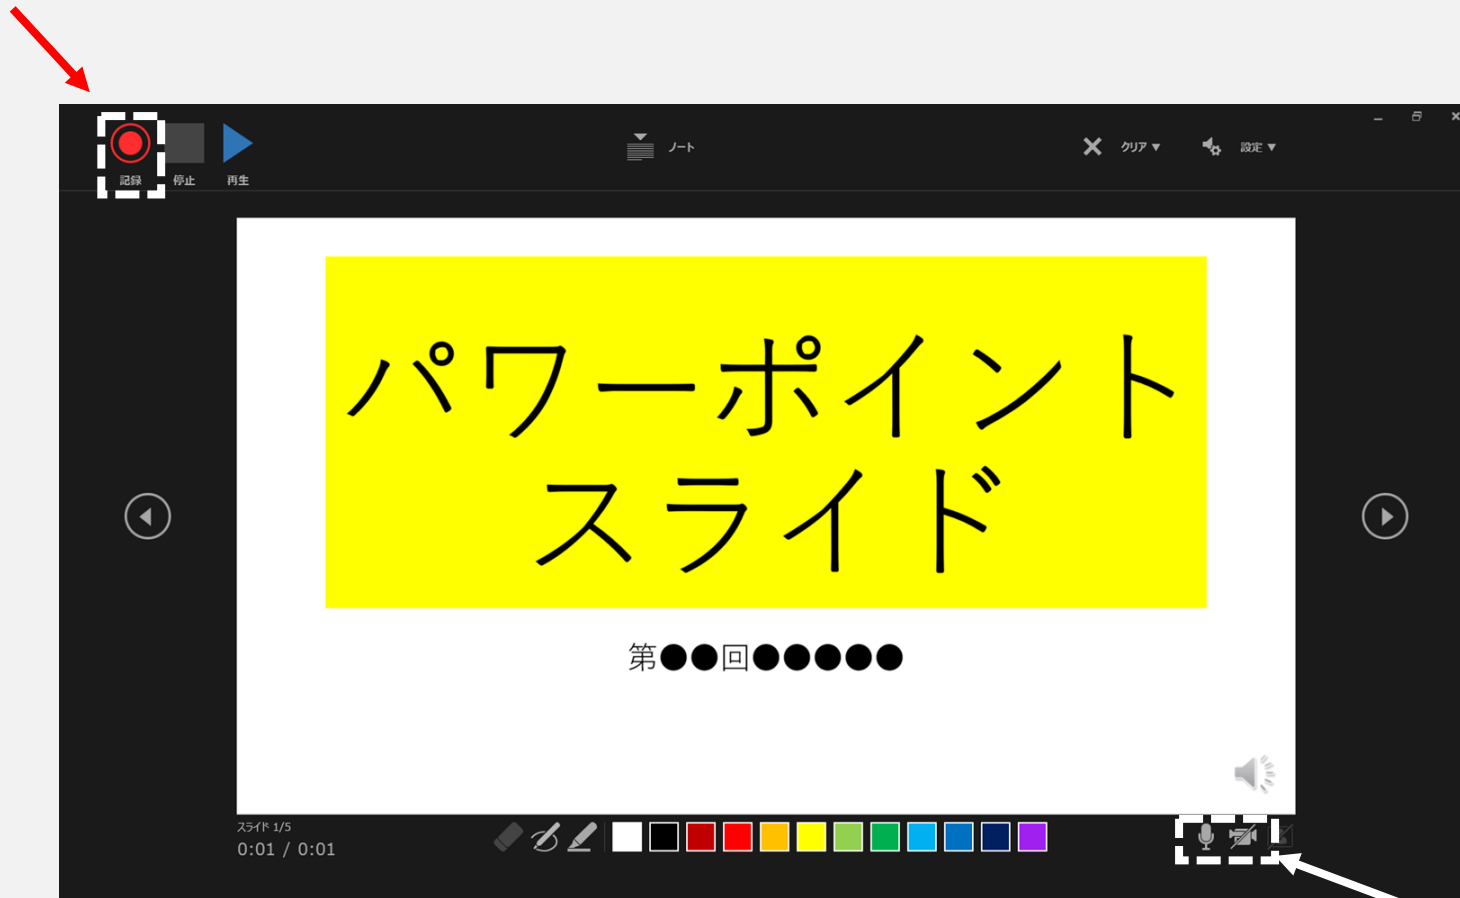 記録 停止 再生
ノート
クリア▼ 設定▼
パワーポイント
スライド
第●●回●●●●●
スライド 1/5
0:01 / 0:01